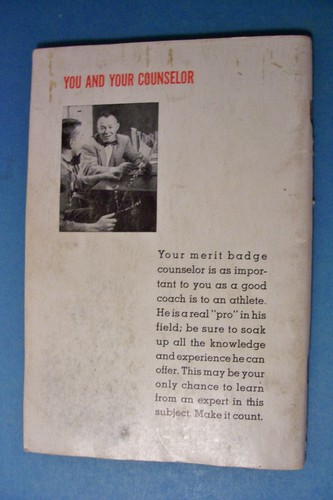 YOU AND YOUR COUNSELOR
Your merit badge
counselor is as impor-
tant to you as a good
coach is to an athlete.
He is a real "pro" in his
field; be sure to soak
up all the knowledge
and experience he can
offer. This may be your
only chance to learn
from an expert in this
subject. Make it count.